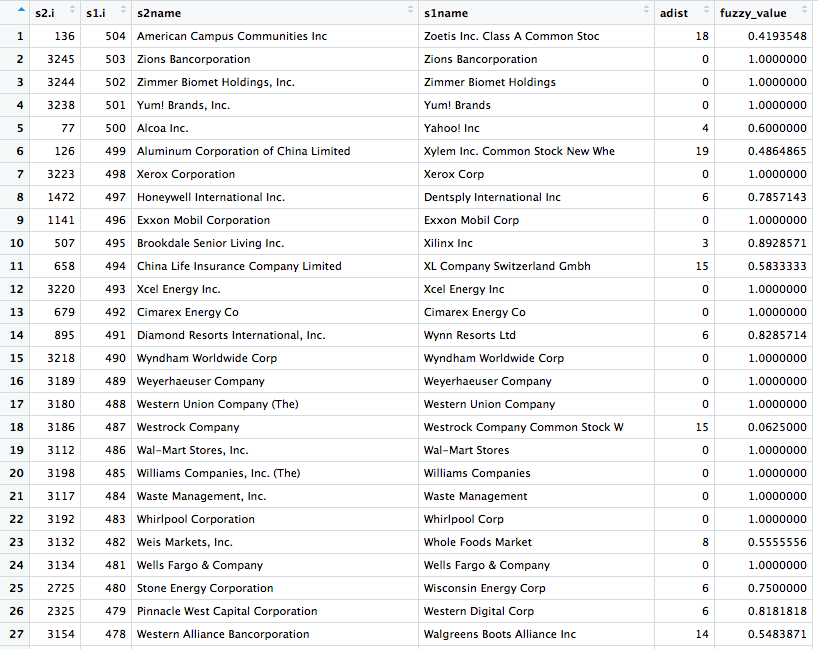 s2.i s1.i s2name s1name adist fuzzy_value
1 136 504 American Campus Communities Inc Zoetis Inc. Class A Common Stoc 18 0.4193548
2 3245 503 Zions Bancorporation Zions Bancorporation 0 1.0000000
3 3244 502 Zimmer Biomet Holdings, Inc. Zimmer Biomet Holdings 0 1.0000000
4 3238 501 Yum! Brands, Inc. Yum! Brands 0 1.0000000
5 77 500 Alcoa Inc. Yahoo! Inc 4 0.6000000
6 126 499 Aluminum Corporation of China Limited Xylem Inc. Common Stock New Whe 19 0.4864865
7 3223 498 Xerox Corporation Xerox Corp 0 1.0000000
8 1472 497 Honeywell International Inc. Dentsply International Inc 6 0.7857143
9 1141 496 Exxon Mobil Corporation Exxon Mobil Corp 0 1.0000000
10 507 495 Brookdale Senior Living Inc. Xilinx Inc 3 0.8928571
11 658 494 China Life Insurance Company Limited XL Company Switzerland Gmbh 15 0.5833333
12 3220 493 Xcel Energy Inc. Xcel Energy Inc 0 1.0000000
13 679 492 Cimarex Energy Co Cimarex Energy Co 0 1.0000000
14 895 491 Diamond Resorts International, Inc. Wynn Resorts Ltd 6 0.8285714
15 3218 490 Wyndham Worldwide Corp Wyndham Worldwide Corp 0 1.0000000
16 3189 489 Weyerhaeuser Company Weyerhaeuser Company 0 1.0000000
17 3180 488 Western Union Company (The) Western Union Company 0 1.0000000
18 3186 487 Westrock Company Westrock Company Common Stock W 15 0.0625000
19 3112 486 Wal-Mart Stores, Inc. Wal-Mart Stores 0 1.0000000
20 3198 485 Williams Companies, Inc. (The) Williams Companies 0 1.0000000
21 3117 484 Waste Management, Inc. Waste Management 0 1.0000000
22 3192 483 Whirlpool Corporation Whirlpool Corp 0 1.0000000
23 3132 482 Weis Markets, Inc. Whole Foods Market 8 0.5555556
24 3134 481 Wells Fargo & Company Wells Fargo & Company 0 1.0000000
25 2725 480 Stone Energy Corporation Wisconsin Energy Corp 6 0.7500000
26 2325 479 Pinnacle West Capital Corporation Western Digital Corp 6 0.8181818
27 3154 478 Western Alliance Bancorporation Walgreens Boots Alliance Inc 14 0.5483871